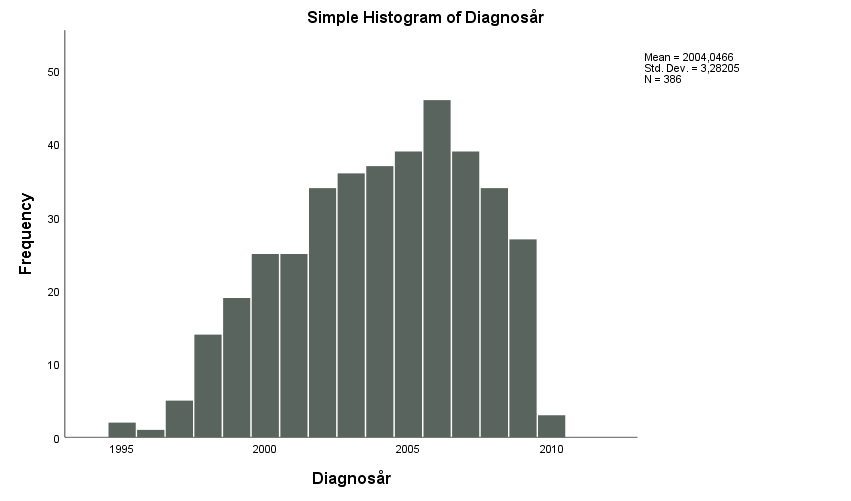 Simple Histogram of Diagnosår
Mean = 2004,0466
Std. Dev. = 3,28205
N = 386
50
40
30
20
10
0
Frequency
1995
2000
2005
2010
Diagnosår